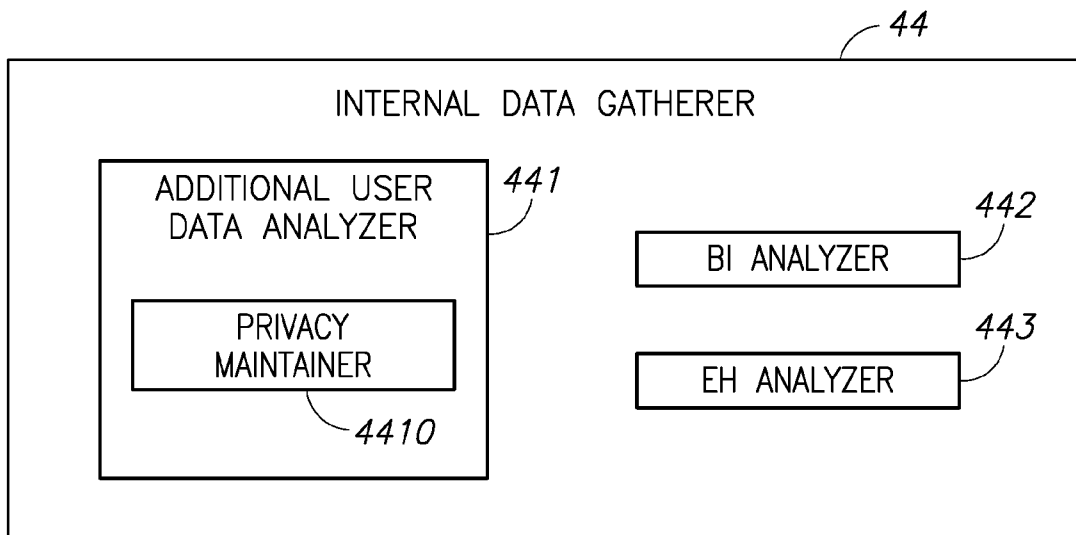 44
INTERNAL DATA GATHERER
ADDITIONAL USER
DATA ANALYZER
441
PRIVACY
MAINTAINER
4410
442
BI ANALYZER
443
EH ANALYZER